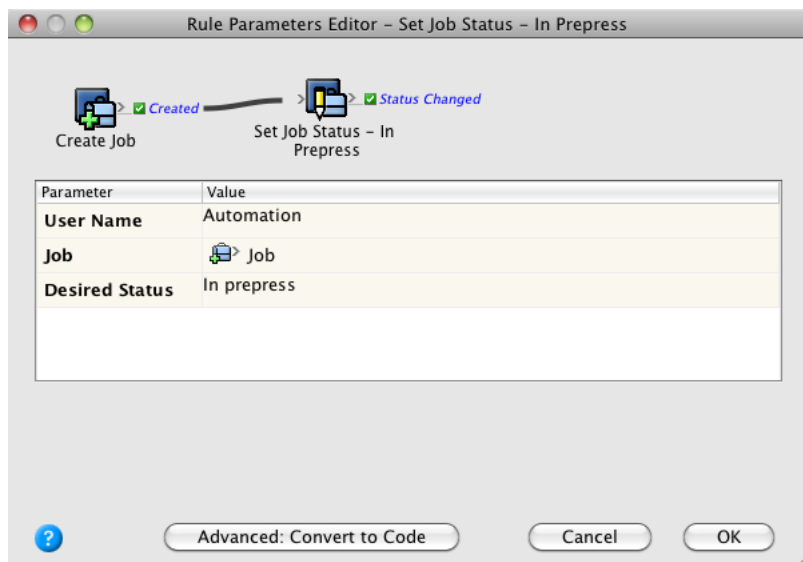 Rule Parameters Editor – Set Job Status – In Prepress
Created
Status Changed
Create Job
Set Job Status – In
Prepress
Parameter Value
User Name Automation
Job Job
Desired Status In prepress
? Advanced: Convert to Code Cancel OK